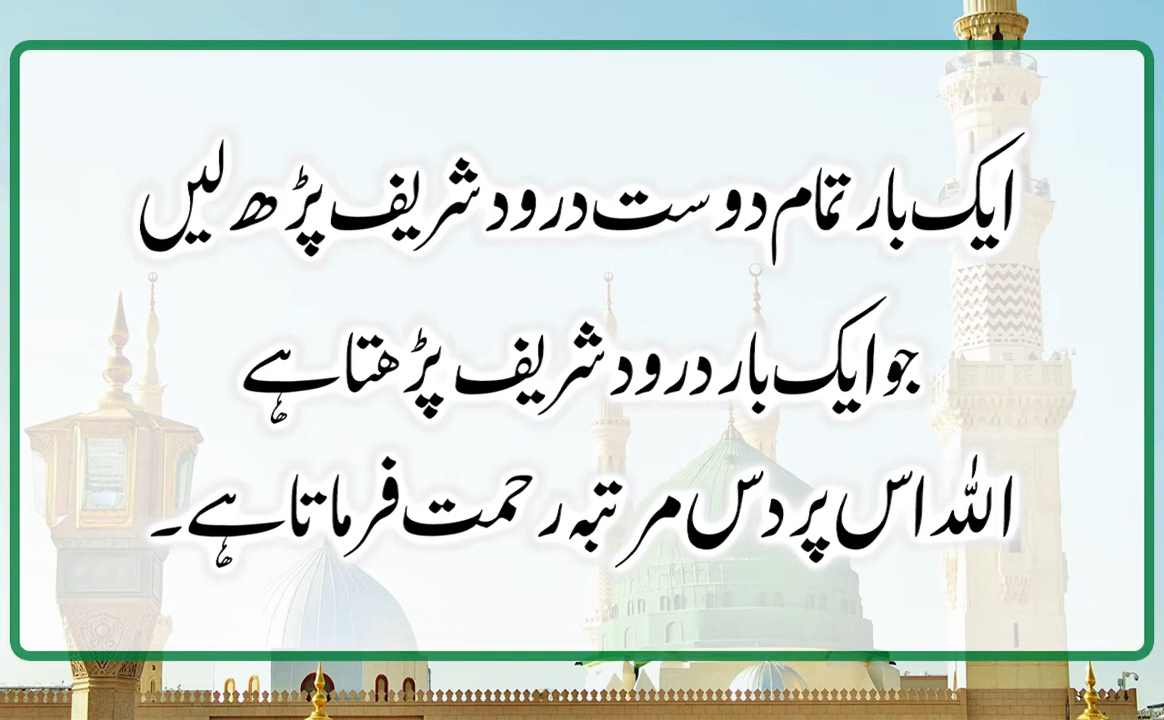 ایک بار تمام دوست درود شریف پڑھ لیں
جو ایک بار درود شریف پڑھتا ہے
اللہ اس پر دس مرتبہ رحمت فرماتا ہے۔